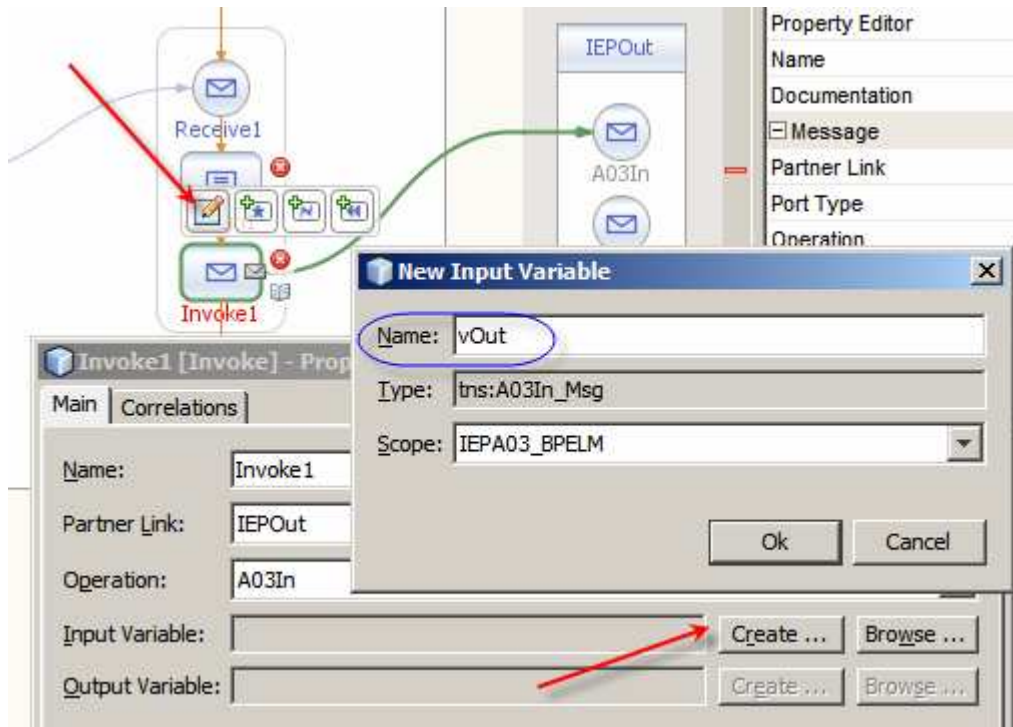 Property Editor
IEPOut
Name
Documentation
Receive1
Message
A03In
Partner Link
Port Type
Operation
New Input Variable
Invoke1
Name: vOut
Invoke1 [Invoke] - Prop
Type: tns:A03In_Msg
Main Correlations
Scope: IEPA03_BPELM
Name: Invoke1
Partner Link: IEPOut
Ok Cancel
Operation: A03In
Input Variable: Create ... Browse ...
Output Variable: Create ... Browse ...